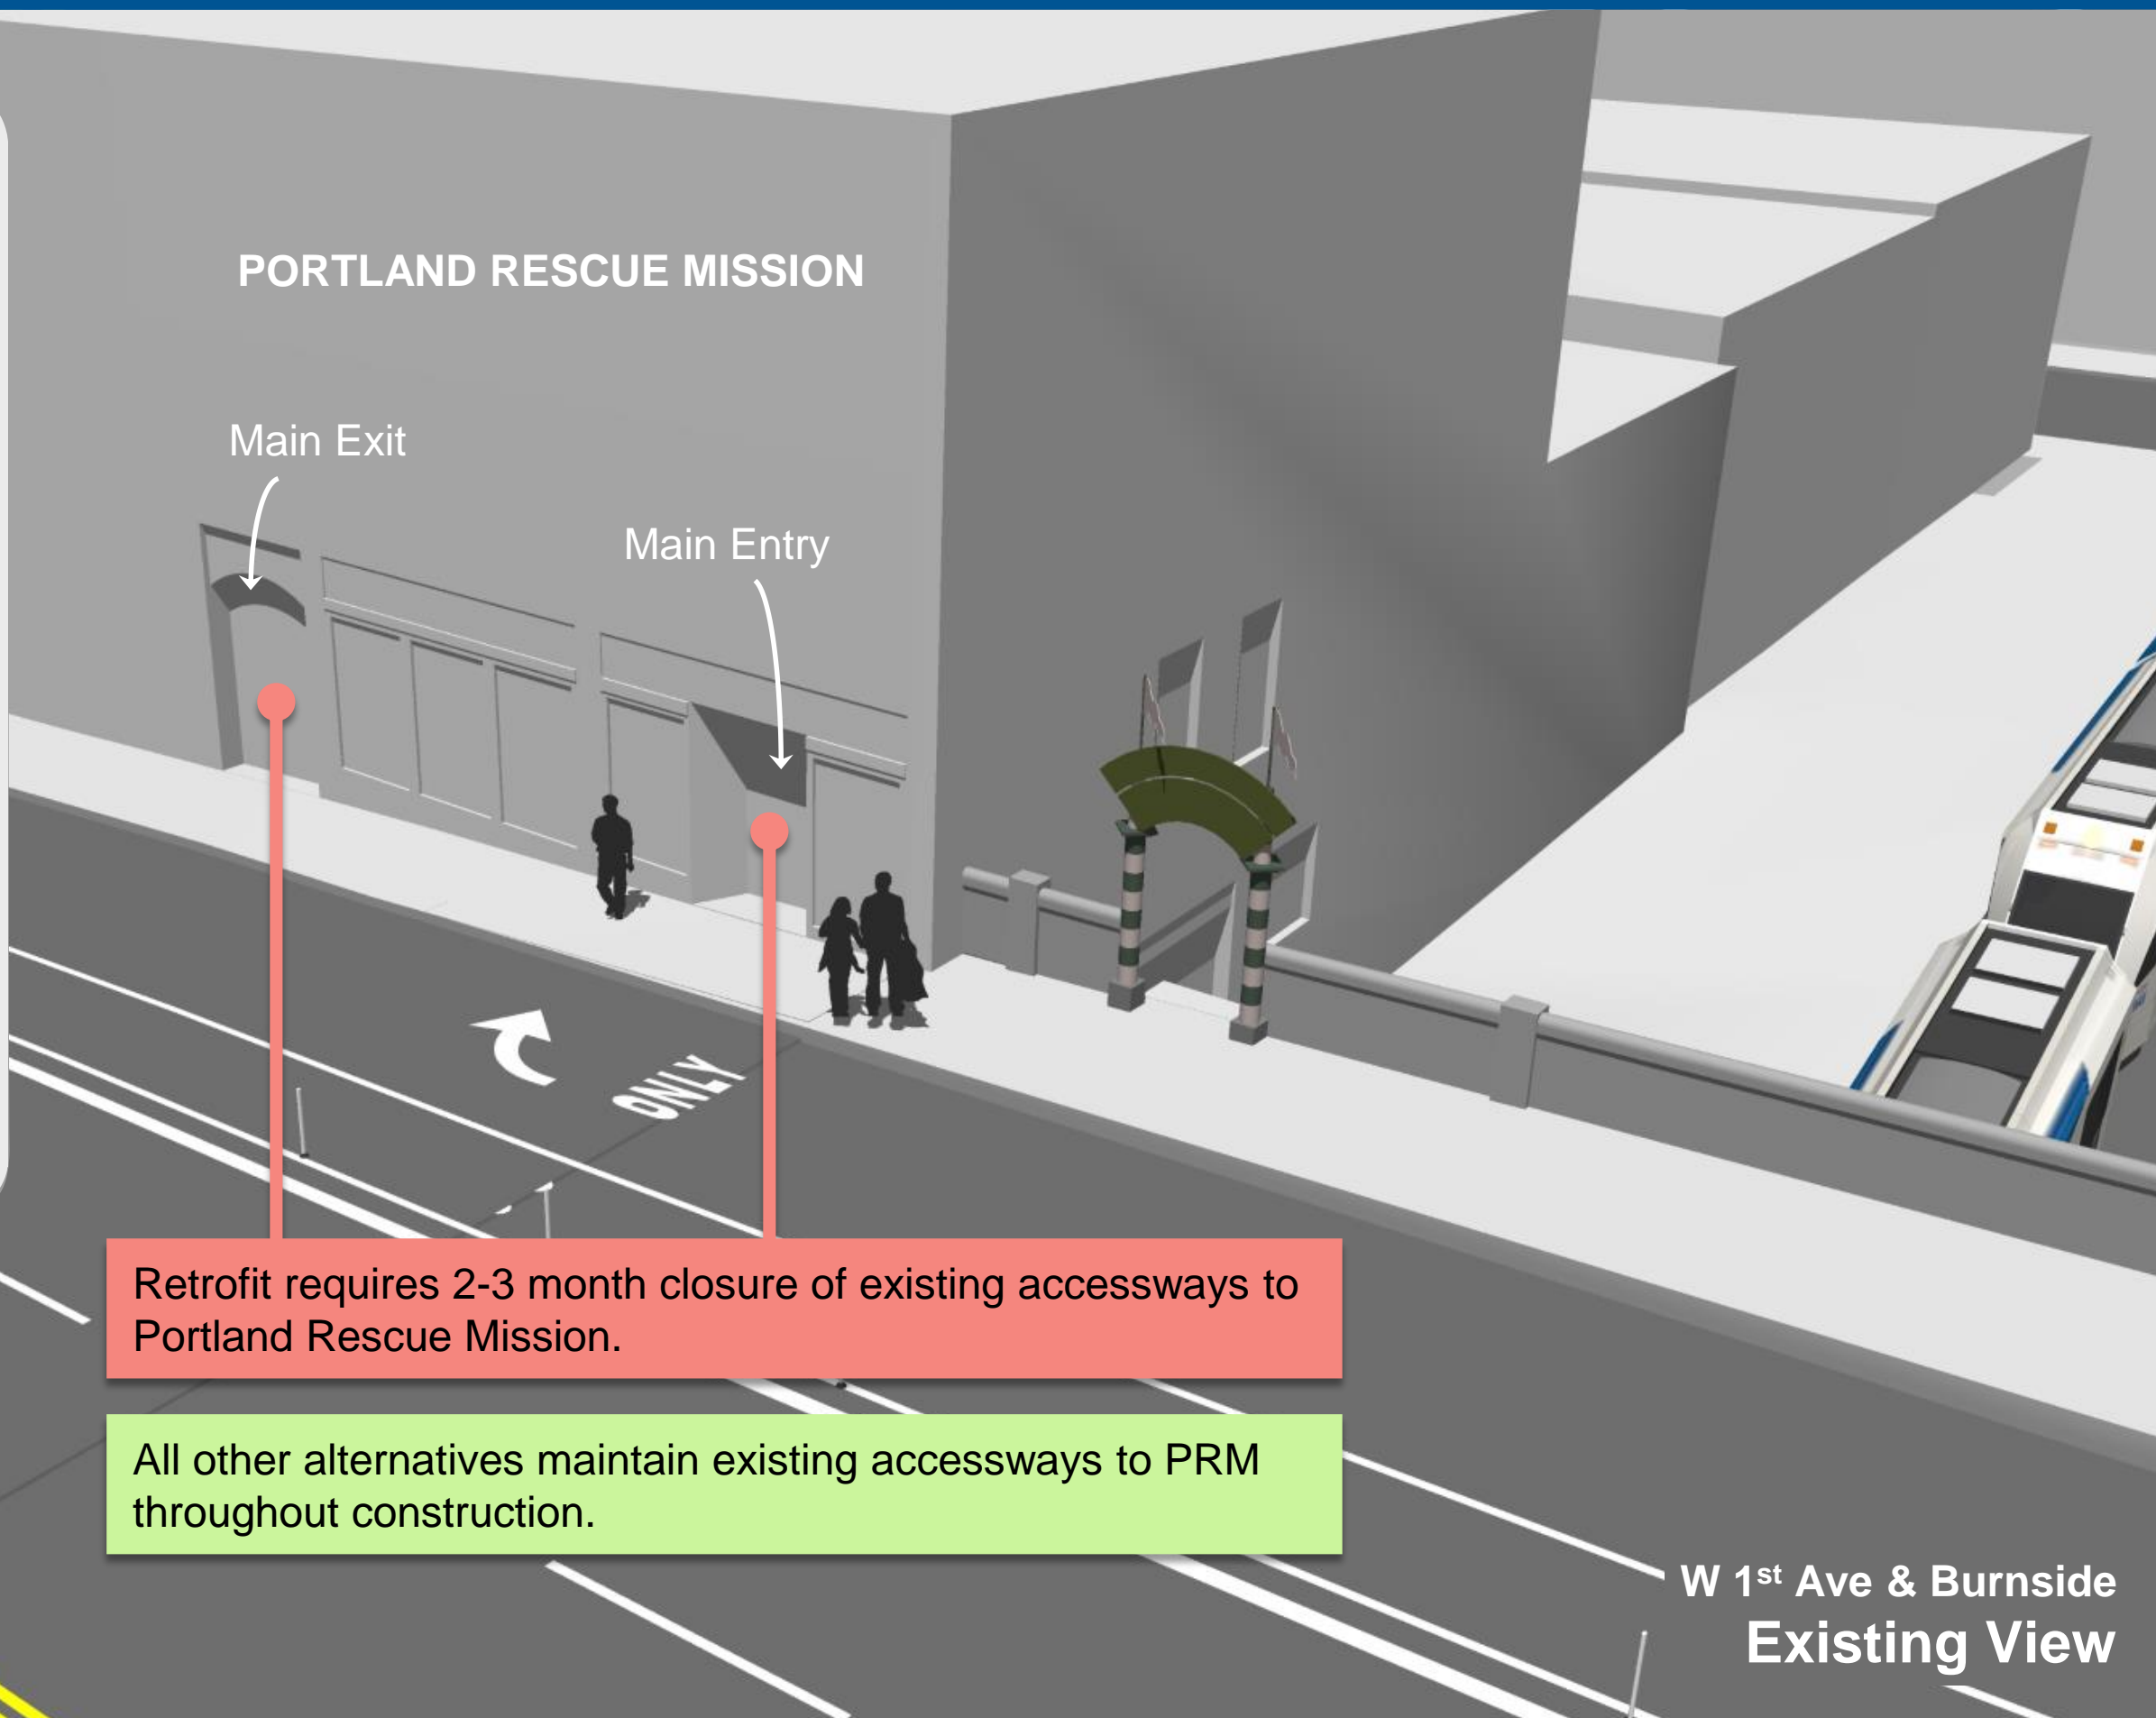 PORTLAND RESCUE MISSION
Main Exit
Main Entry
ONLY
Retrofit requires 2-3 month closure of existing accessways to
Portland Rescue Mission.
All other alternatives maintain existing accessways to PRM
throughout construction.
W 1st Ave & Burnside
Existing View